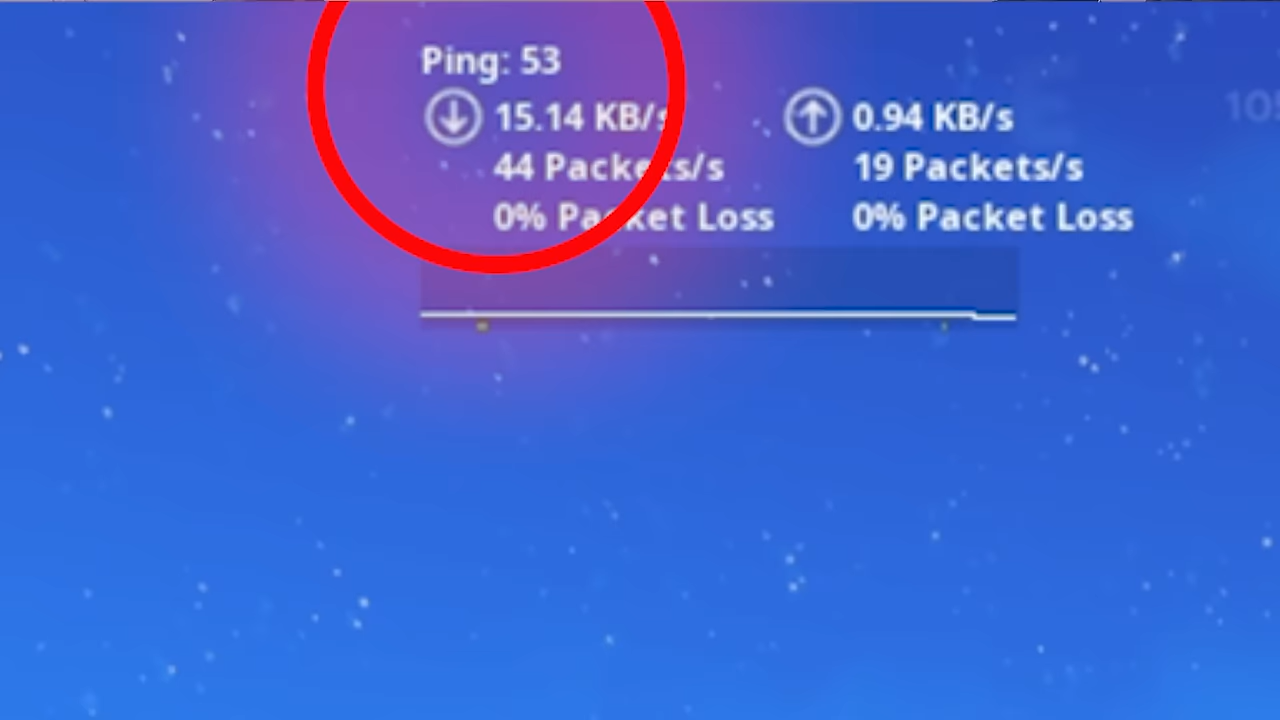 Ping: 53
15.14 KB/s 0.94 KB/s
44 Packets/s 19 Packets/s
0% Packet Loss 0% Packet Loss